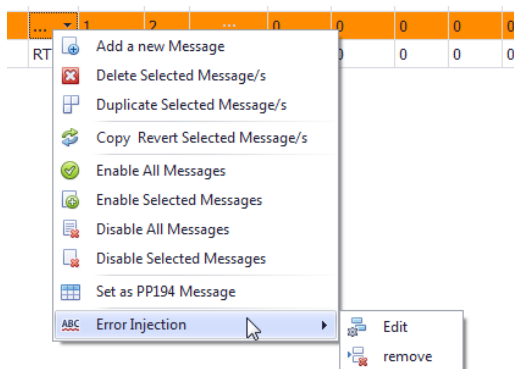 ... 1 2 ... 0 0 0 0 0
RT 0 0 0
Add a new Message
Delete Selected Message/s
Duplicate Selected Message/s
Copy Revert Selected Message/s
Enable All Messages
Enable Selected Messages
Disable All Messages
Disable Selected Messages
Set as PP194 Message
ABC Error Injection
Edit
remove